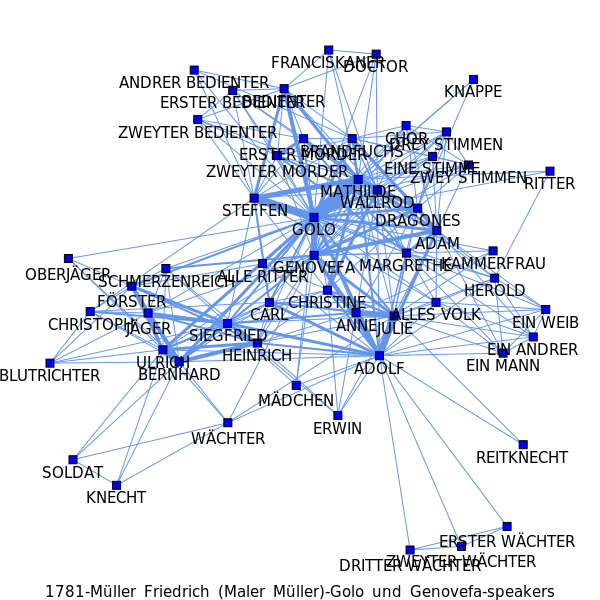 FRANCISKANER
DOCTOR
ANDRER BEDIENTER
KNAPPE
ERSTER BEDIENTER
BEDIENTER
ZWEYTER BEDIENTER
CHOR
DREY STIMMEN
BRANDFUCHS
ERSTER MÖRDER
EINE STIMME
ZWEYTER MÖRDER
ZWEY STIMMEN
RITTER
MATHILDE
WALLROD
STEFFEN
DRAGONES
GOLO
ADAM
OBERJÄGER
SCHMERZENREICH
ALLE RITTER
GENOVEFA
MARGRETHE
KAMMERFRAU
HEROLD
FÖRSTER
CHRISTINE
CHRISTOPH
JÄGER
CARL
ANNE
JULIE
ALLES VOLK
EIN WEIB
SIEGFRIED
ULRICH
HEINRICH
EIN ANDRER
EIN MANN
BLUTRICHTER
BERNHARD
ADOLF
MÄDCHEN
ERWIN
WÄCHTER
REITKNECHT
SOLDAT
KNECHT
ERSTER WÄCHTER
ZWEYTER WÄCHTER
DRITTER WÄCHTER
1781-Müller Friedrich (Maler Müller)-Golo und Genovefa-speakers